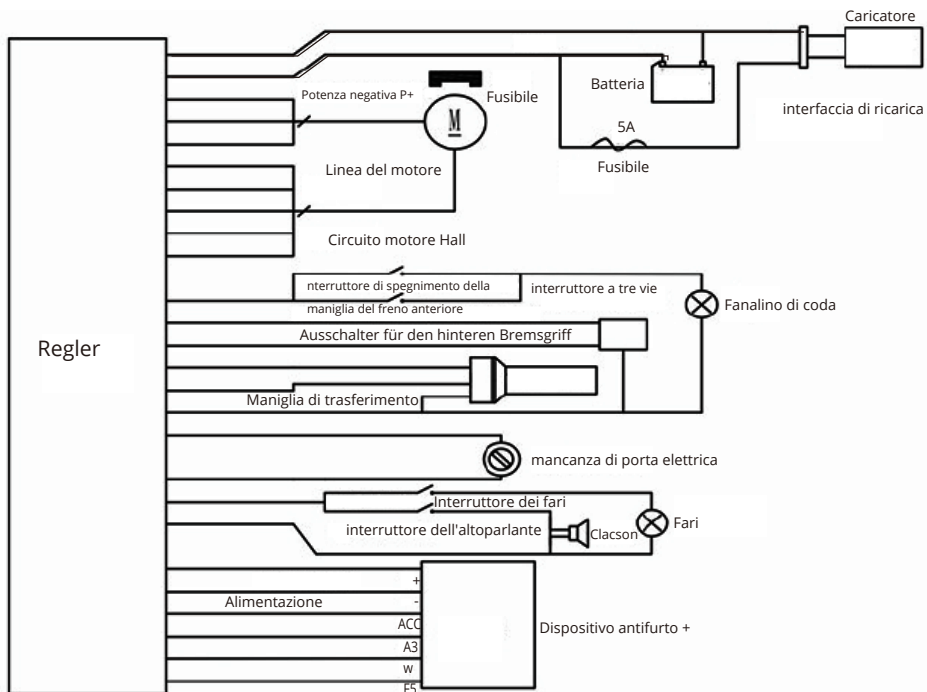 Caricatore
Batteria
interfaccia di ricarica
5A
Fusibile
Potenza negativa P+
Fusibile
M
Linea del motore
Circuito motore Hall
Regler
nterruttore di spegnimento della
maniglia del freno anteriore
interruttore a tre vie
Fanalino di coda
Ausschalter für den hinteren Bremsgriff
Maniglia di trasferimento
mancanza di porta elettrica
Interruttore dei fari
interruttore dell'altoparlante
Clacson
Fari
+
Alimentazione
-
ACC
A3
W
F5
Dispositivo antifurto +